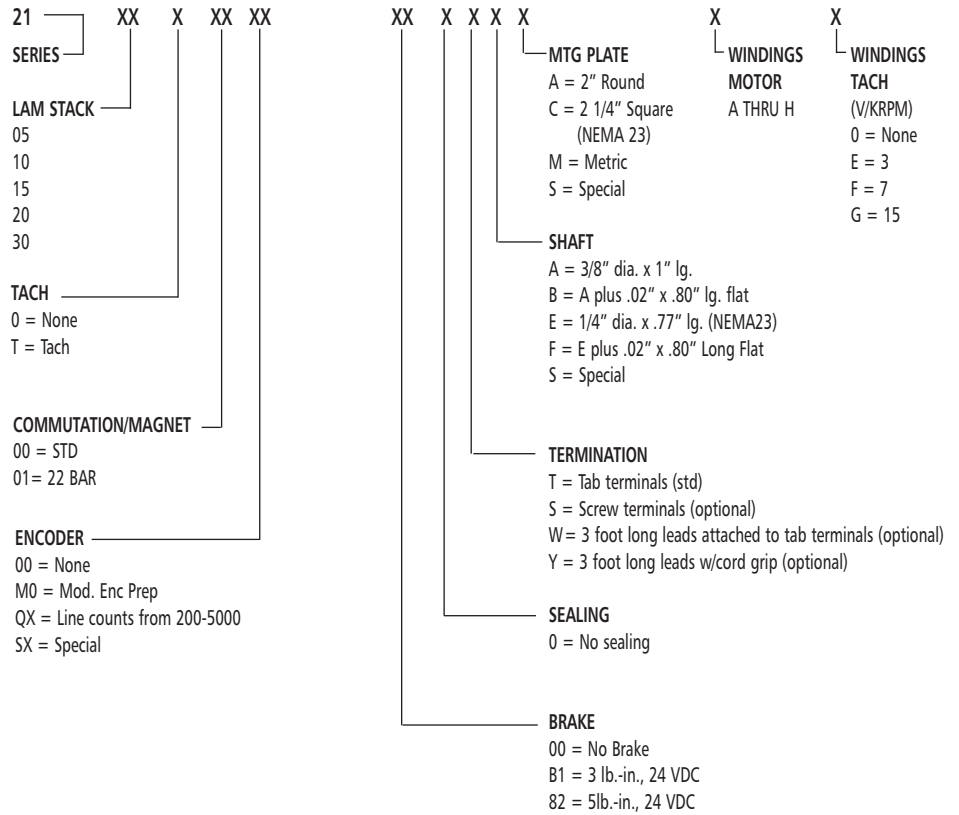 21 XX X XX XX XX X X X X X X
SERIES
LAM STACK
05
10
15
20
30
TACH
0 = None
T = Tach
COMMUTATION/MAGNET
00 = STD
01= 22 BAR
ENCODER
00 = None
M0 = Mod. Enc Prep
QX = Line counts from 200-5000
SX = Special
MTG PLATE
A = 2" Round
C = 2 1/4" Square
(NEMA 23)
M = Metric
S = Special
WINDINGS
MOTOR
A THRU H
WINDINGS
TACH
(V/KRPM)
0 = None
E = 3
F = 7
G = 15
SHAFT
A = 3/8" dia. x 1" lg.
B = A plus .02" x .80" lg. flat
E = 1/4" dia. x .77" lg. (NEMA23)
F = E plus .02" x .80" Long Flat
S = Special
TERMINATION
T = Tab terminals (std)
S = Screw terminals (optional)
W= 3 foot long leads attached to tab terminals (optional)
Y = 3 foot long leads w/cord grip (optional)
SEALING
0 = No sealing
BRAKE
00 = No Brake
B1 = 3 lb.-in., 24 VDC
82 = 5lb.-in., 24 VDC